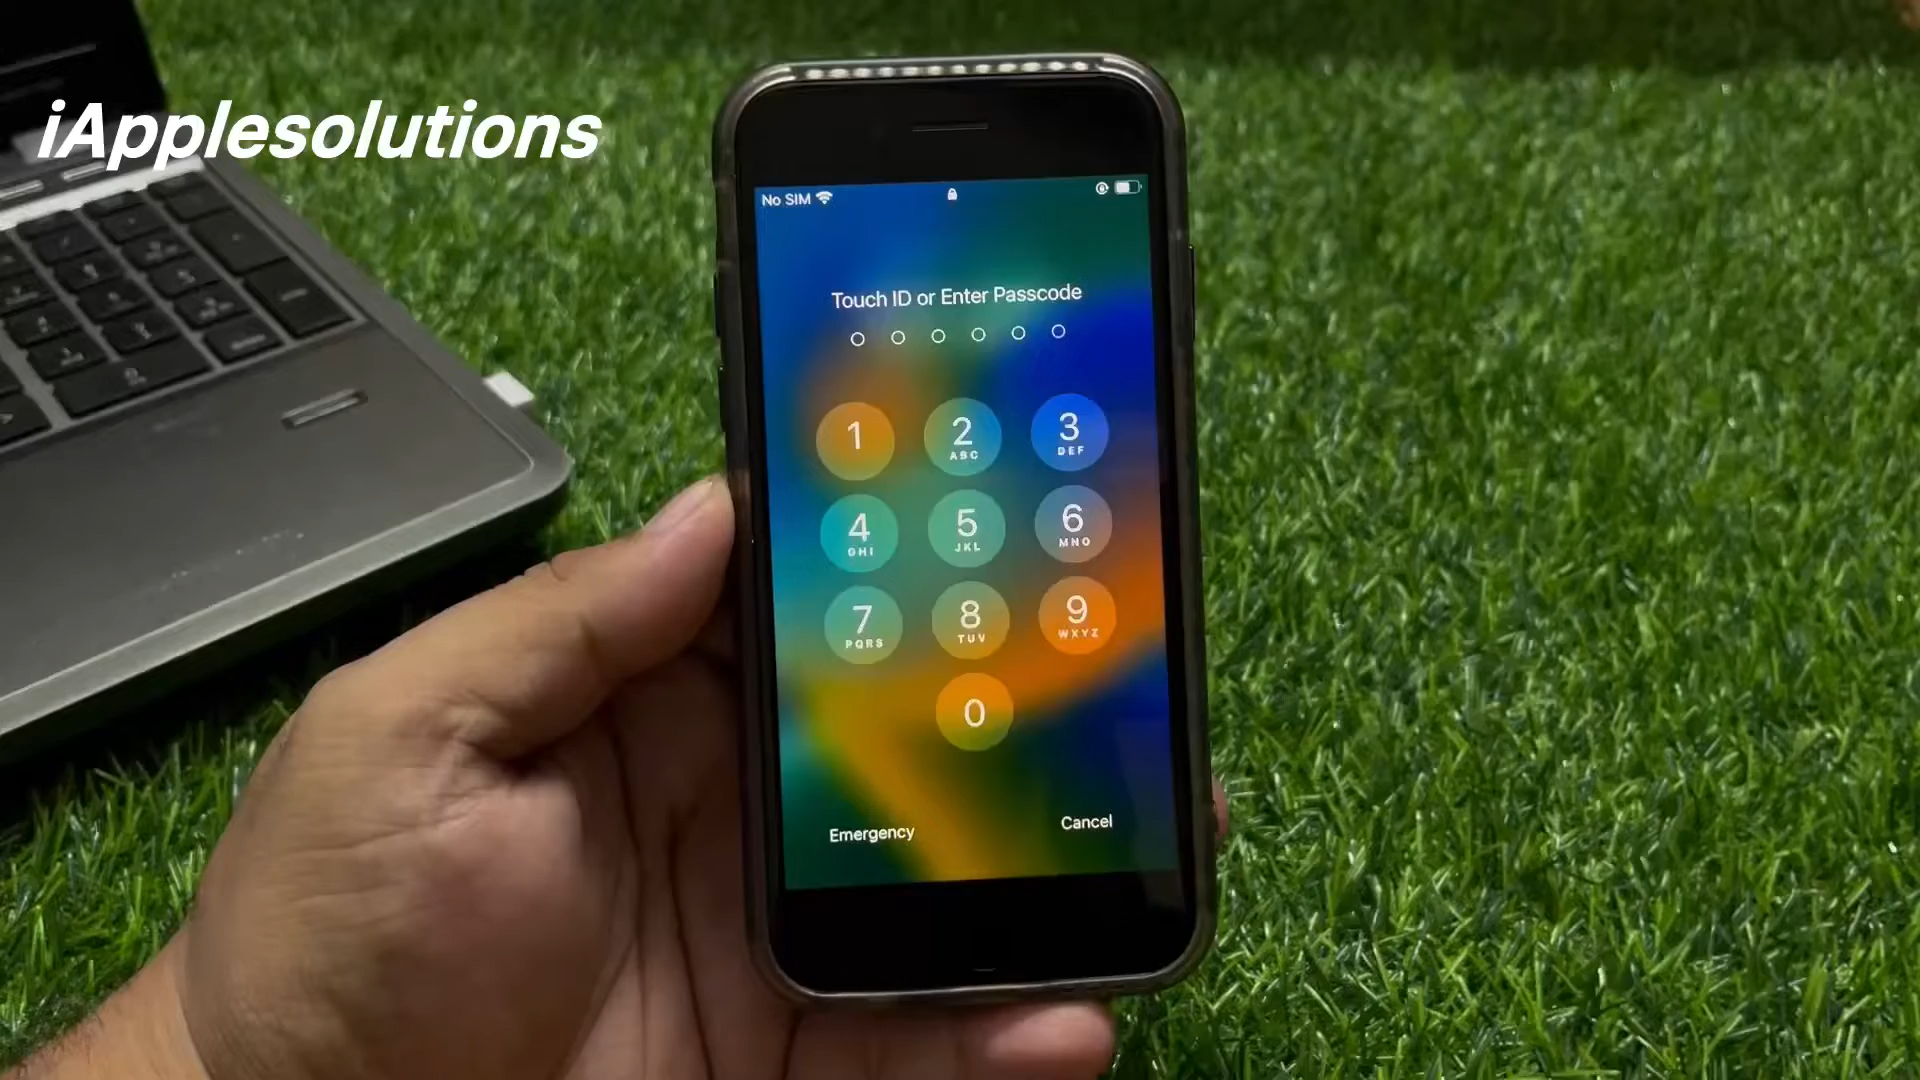 iApplesolutions
No SIM
Touch ID or Enter Passcode
1
2
ABC
3
DEF
4
GHI
5
JKL
6
MNO
7
PQRS
8
TUV
9
WXYZ
0
Emergency
Cancel